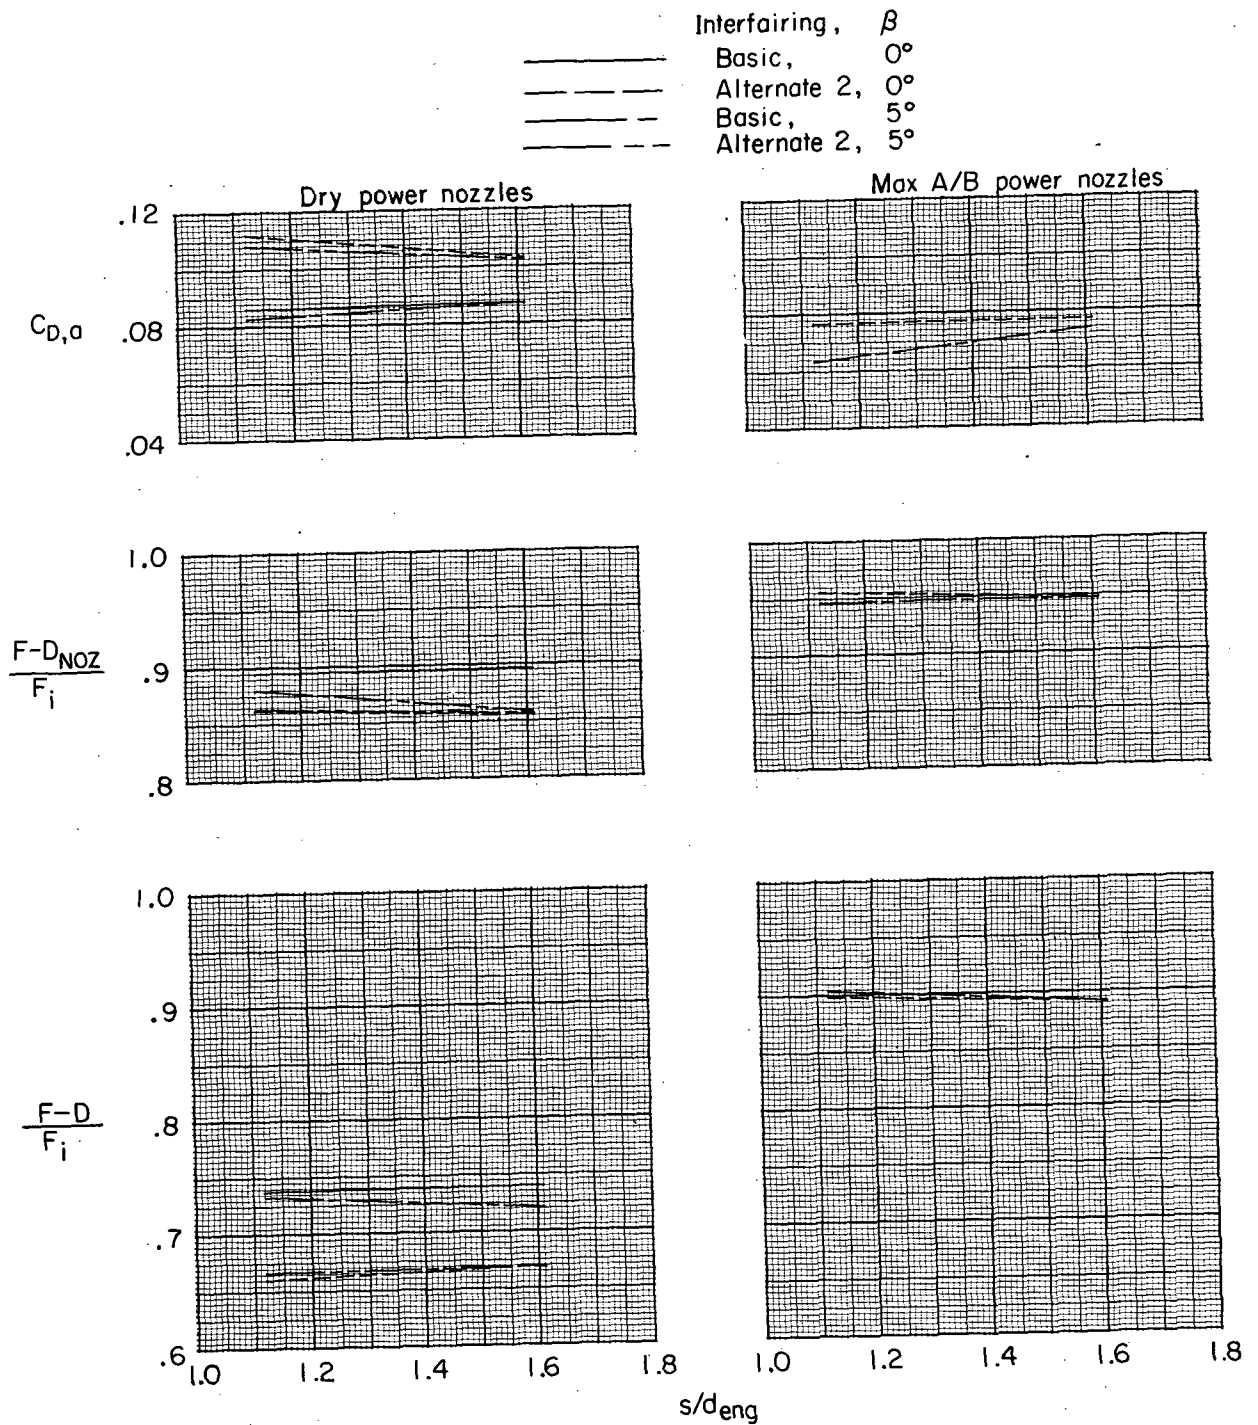 Interfairing, β
Basic, 0°
Alternate 2, 0°
Basic, 5°
Alternate 2, 5°
Dry power nozzles
Max A/B power nozzles
.12
.08
.04
C_D,a
1.0
.9
.8
F-D_NOZ
F_i
1.0
.9
.8
.7
.6
F-D
F_i
1.0 1.2 1.4 1.6 1.8
1.0 1.2 1.4 1.6 1.8
s/d_eng